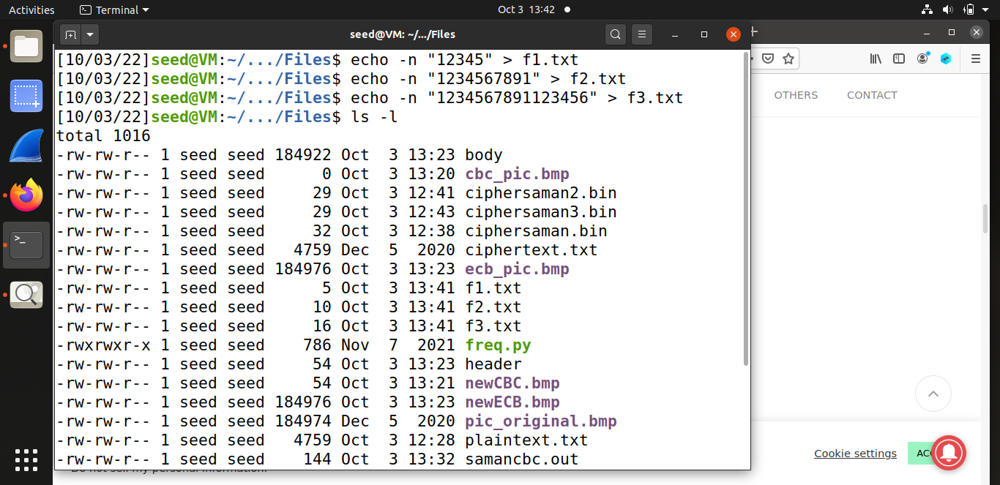 Activities Terminal Oct 3 13:42
seed@VM: ~/.../Files
[10/03/22]seed@VM:~/.../Files$ echo -n "12345" > f1.txt
[10/03/22]seed@VM:~/.../Files$ echo -n "1234567891" > f2.txt
[10/03/22]seed@VM:~/.../Files$ echo -n "1234567891123456" > f3.txt
[10/03/22]seed@VM:~/.../Files$ ls -l
total 1016
-rw-rw-r-- 1 seed seed 184922 Oct  3 13:23 body
-rw-rw-r-- 1 seed seed      0 Oct  3 13:20 cbc_pic.bmp
-rw-rw-r-- 1 seed seed     29 Oct  3 12:41 ciphersaman2.bin
-rw-rw-r-- 1 seed seed     29 Oct  3 12:43 ciphersaman3.bin
-rw-rw-r-- 1 seed seed     32 Oct  3 12:38 ciphersaman.bin
-rw-rw-r-- 1 seed seed   4759 Dec  5  2020 ciphertext.txt
-rw-rw-r-- 1 seed seed 184976 Oct  3 13:23 ecb_pic.bmp
-rw-rw-r-- 1 seed seed      5 Oct  3 13:41 f1.txt
-rw-rw-r-- 1 seed seed     10 Oct  3 13:41 f2.txt
-rw-rw-r-- 1 seed seed     16 Oct  3 13:41 f3.txt
-rwxrwxr-x 1 seed seed    786 Nov  7  2021 freq.py
-rw-rw-r-- 1 seed seed     54 Oct  3 13:23 header
-rw-rw-r-- 1 seed seed     54 Oct  3 13:21 newCBC.bmp
-rw-rw-r-- 1 seed seed 184976 Oct  3 13:23 newECB.bmp
-rw-rw-r-- 1 seed seed 184974 Dec  5  2020 pic_original.bmp
-rw-rw-r-- 1 seed seed   4759 Oct  3 12:28 plaintext.txt
-rw-rw-r-- 1 seed seed    144 Oct  3 13:32 samancbc.out
OTHERS CONTACT
Cookie settings